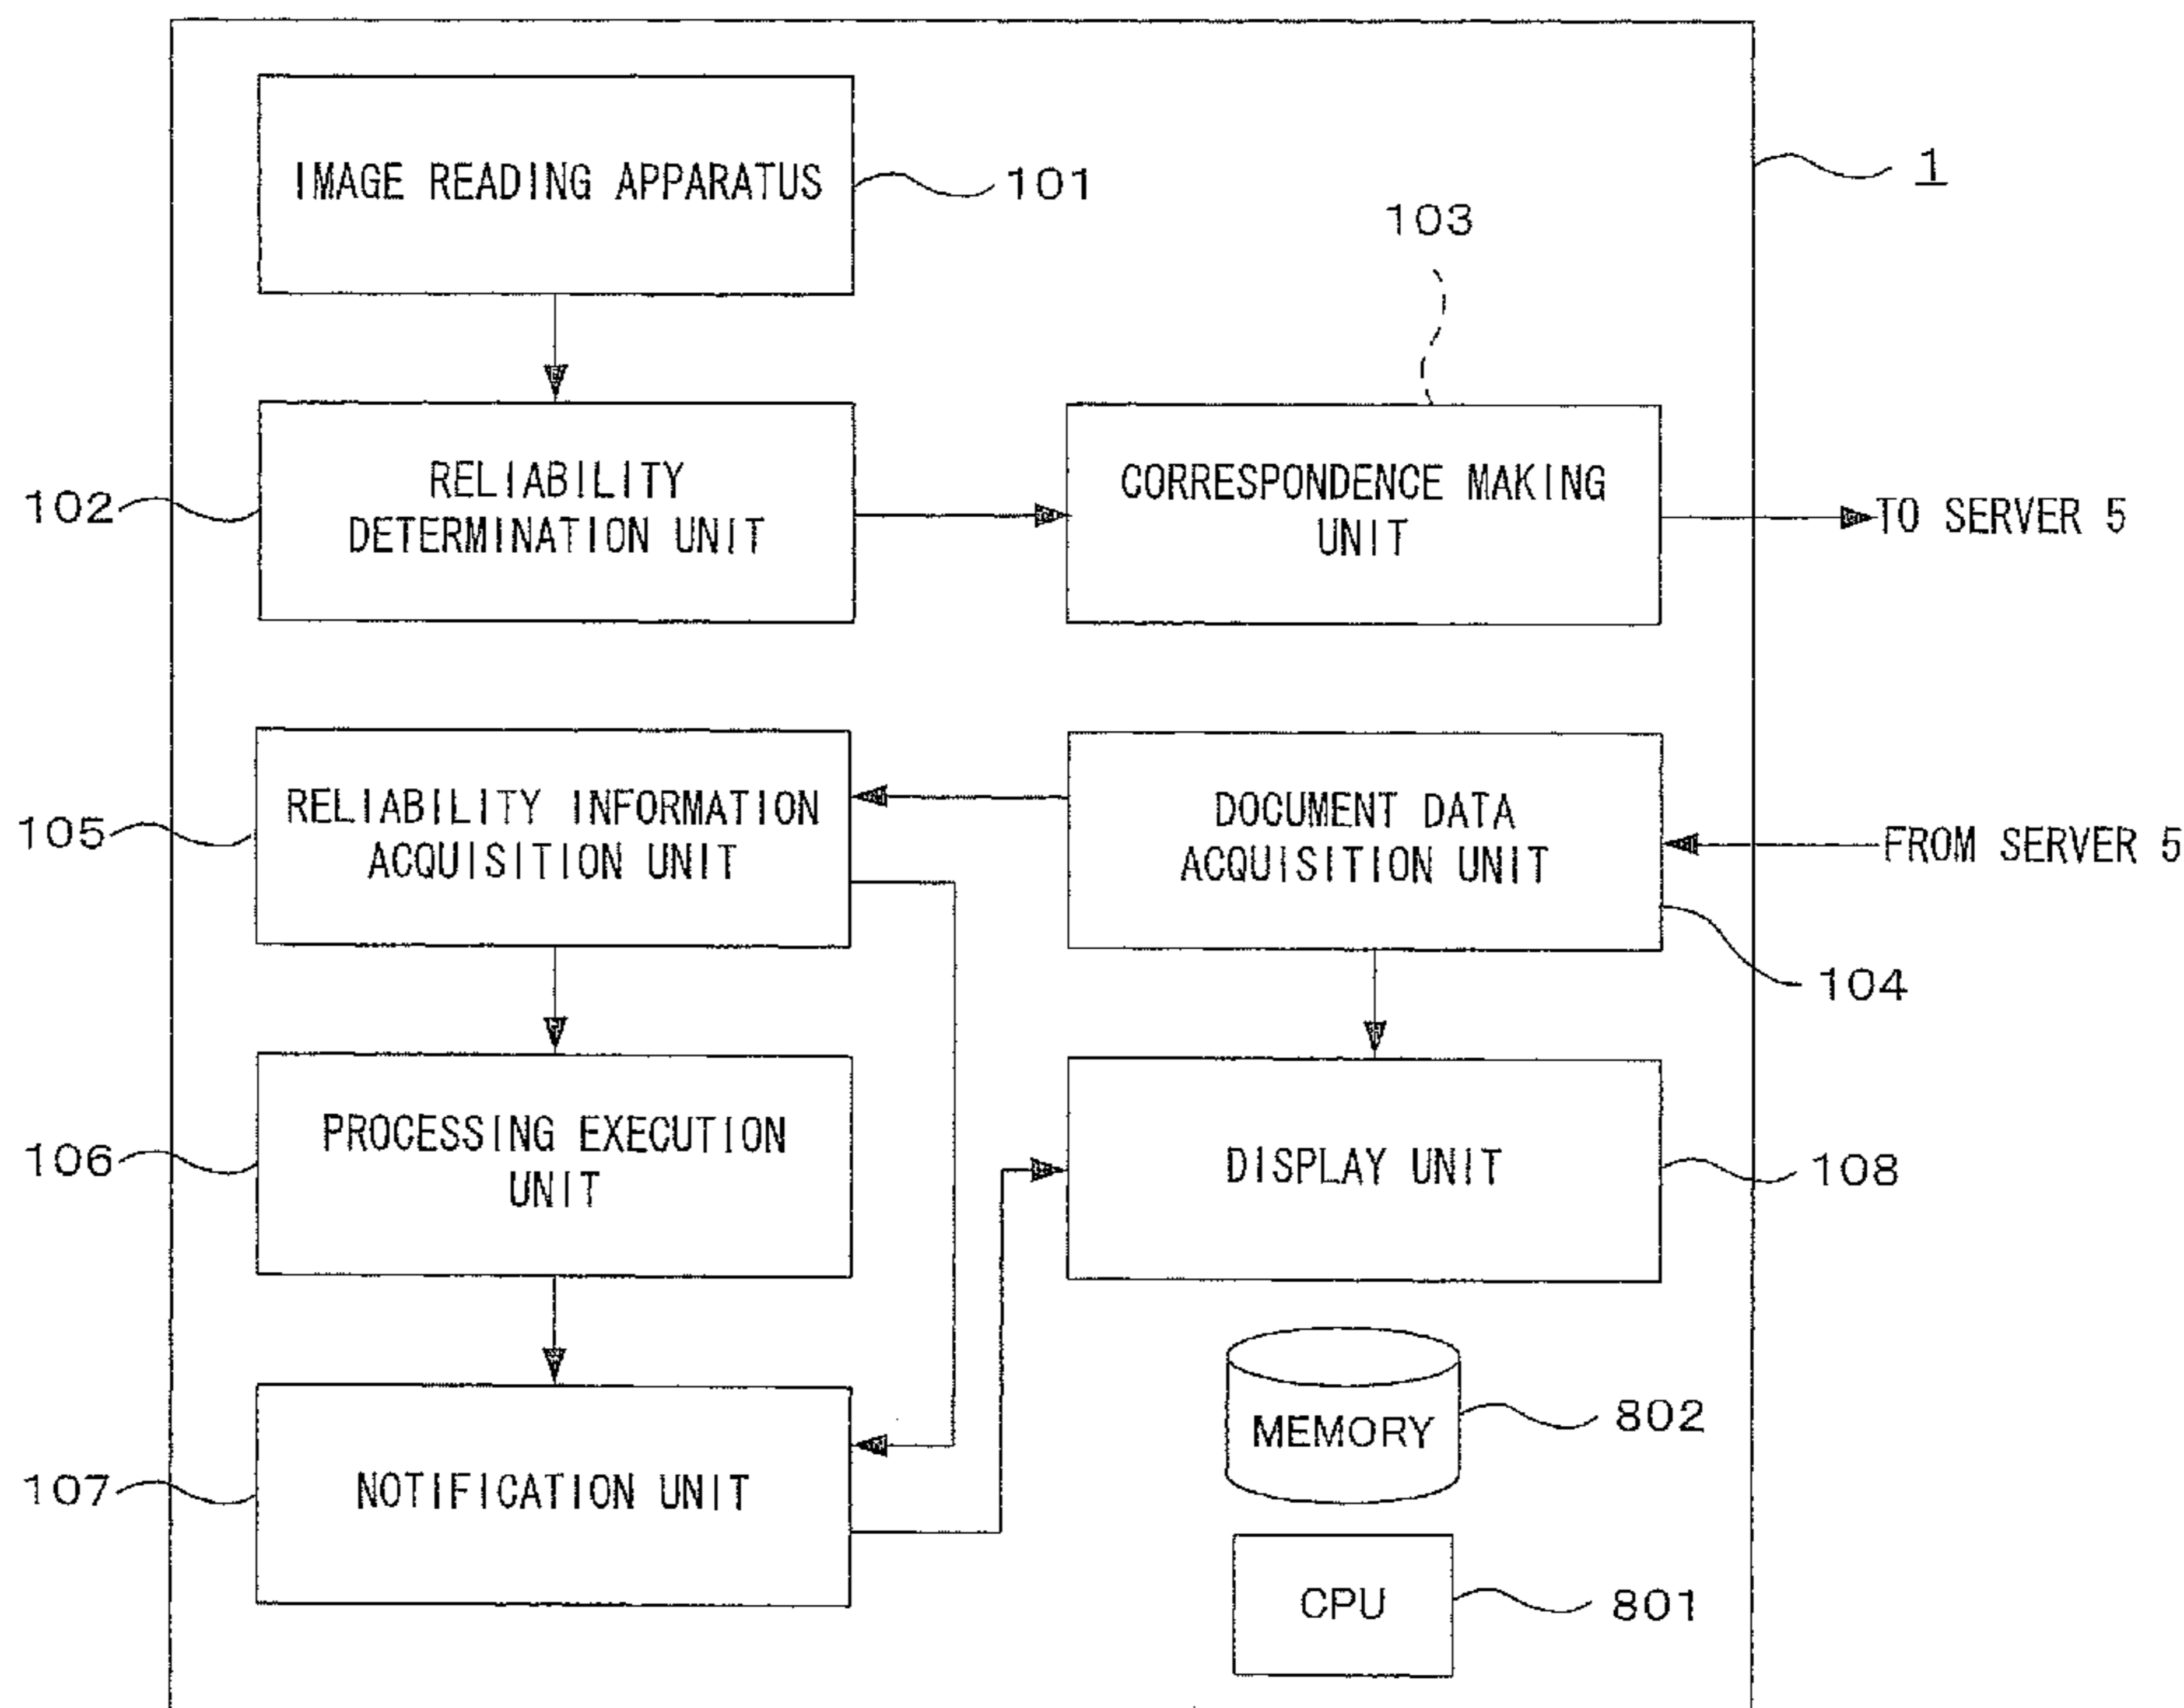 IMAGE READING APPARATUS
101
1
103
102
RELIABILITY
DETERMINATION UNIT
CORRESPONDENCE MAKING
UNIT
TO SERVER 5
105
RELIABILITY INFORMATION
ACQUISITION UNIT
DOCUMENT DATA
ACQUISITION UNIT
FROM SERVER 5
104
106
PROCESSING EXECUTION
UNIT
DISPLAY UNIT
108
MEMORY
802
107
NOTIFICATION UNIT
CPU
801